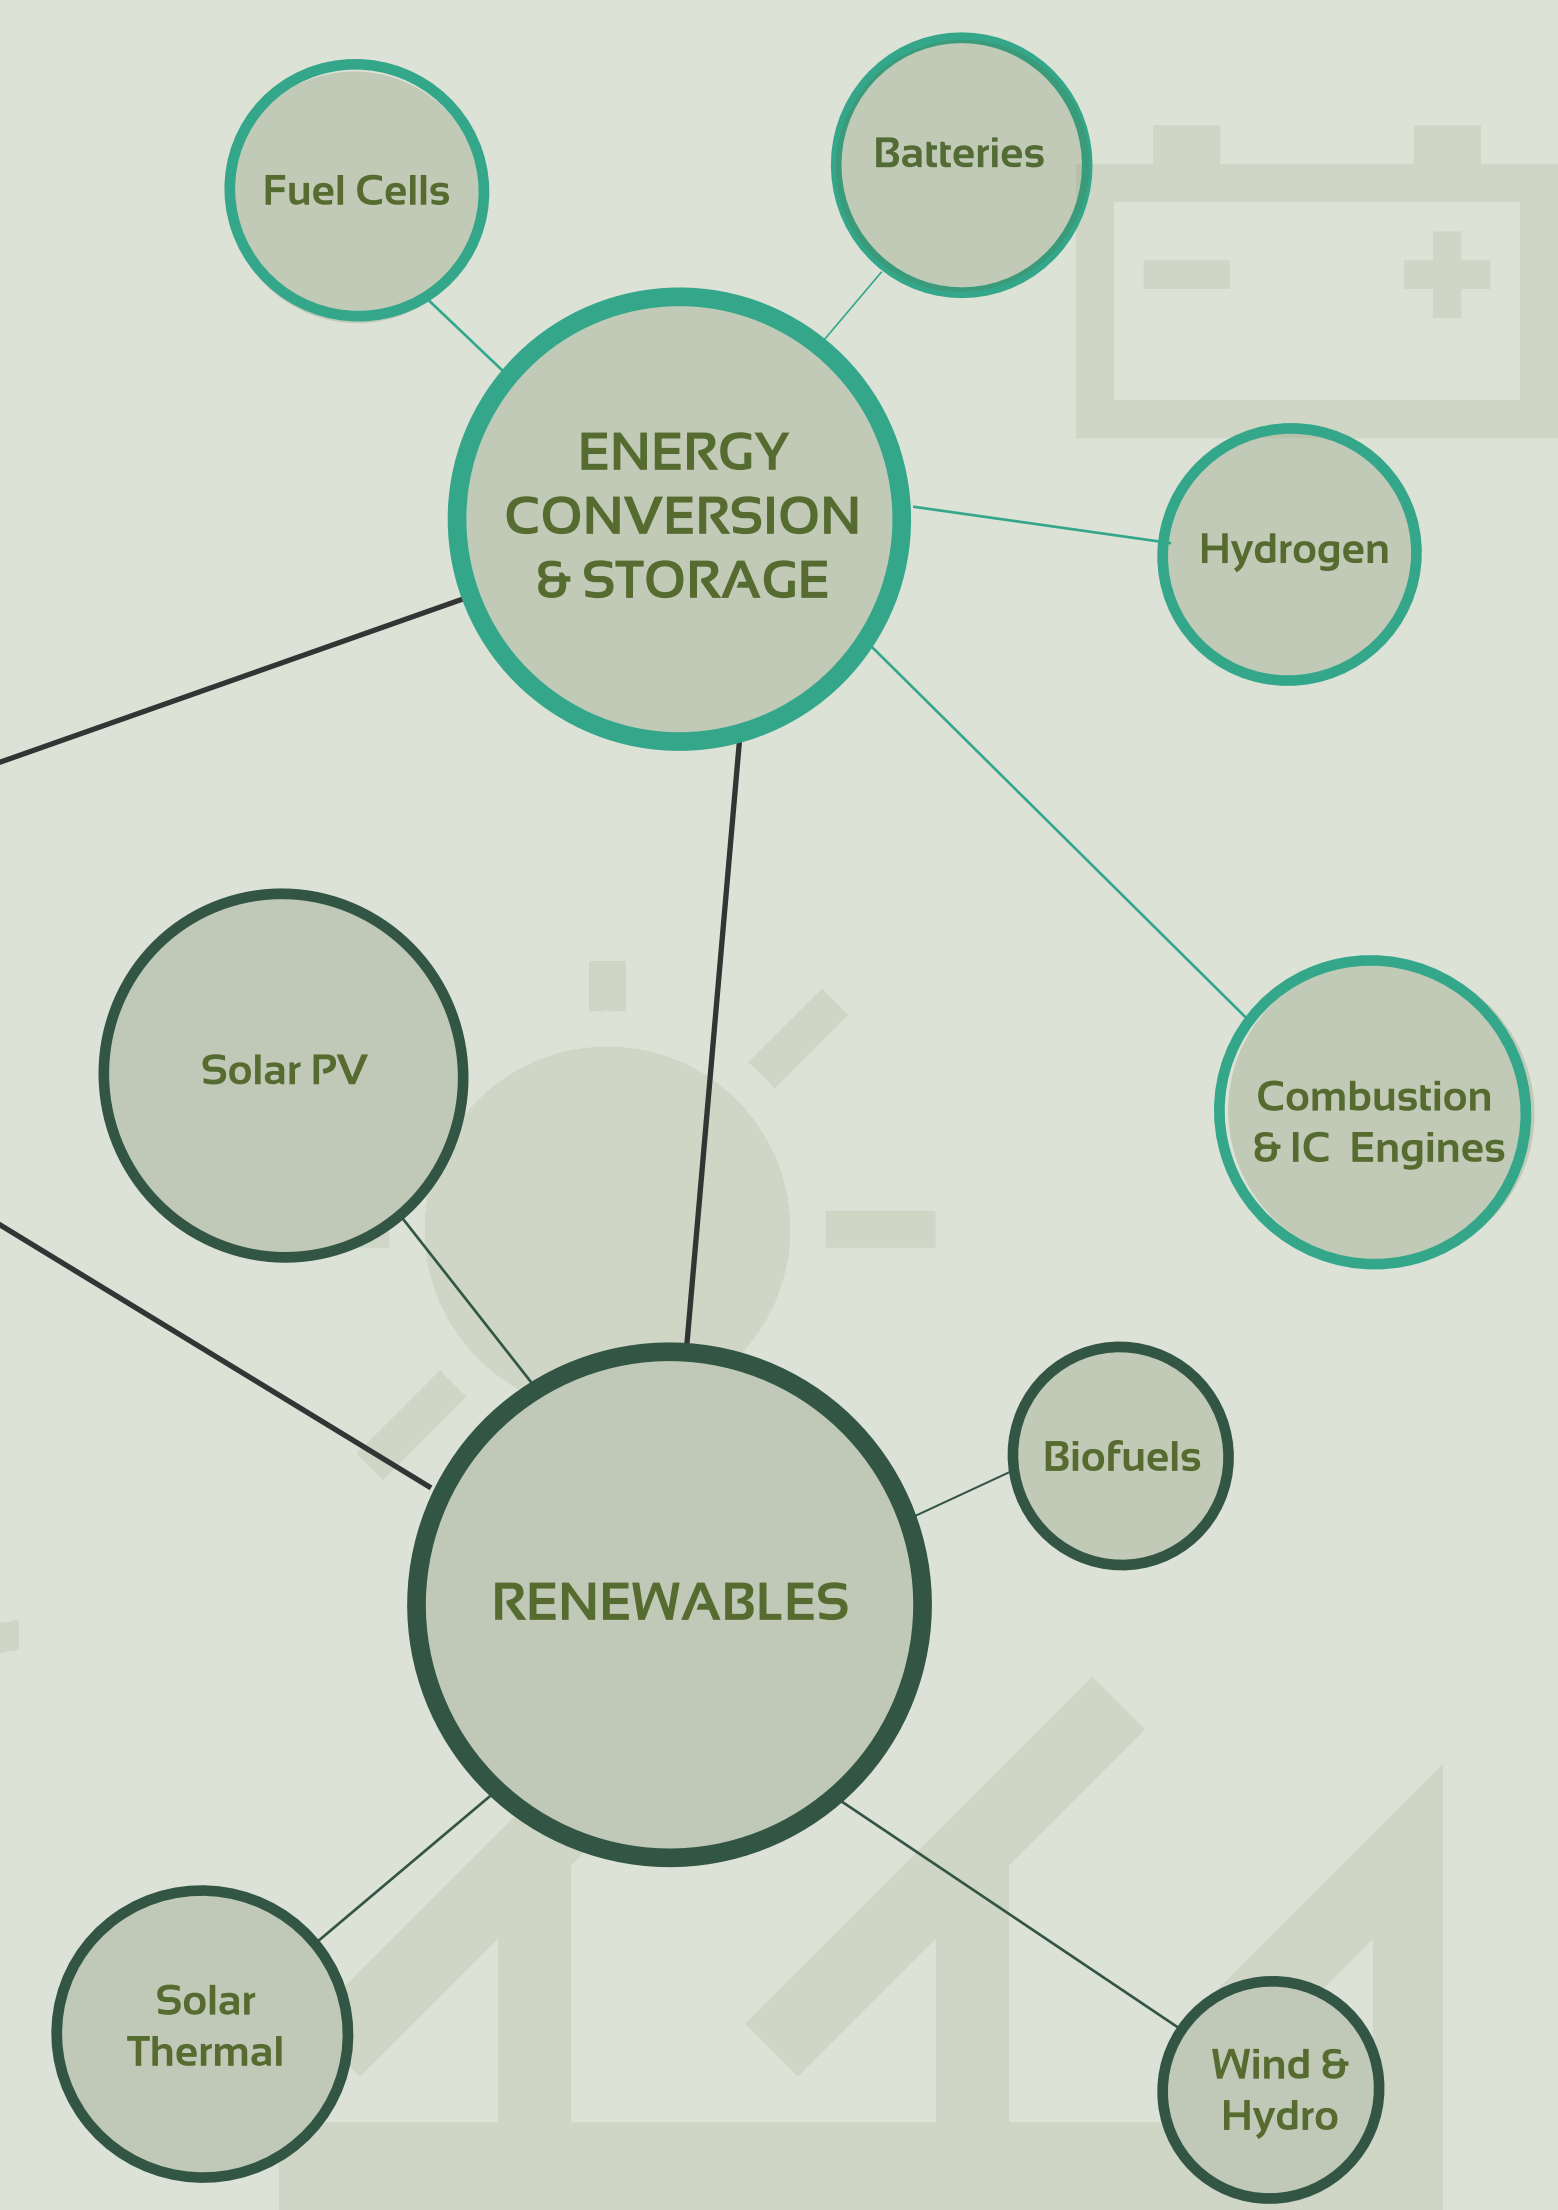 Fuel Cells
Batteries
ENERGY
CONVERSION
& STORAGE
Hydrogen
Solar PV
Combustion
& IC  Engines
Biofuels
RENEWABLES
Solar
Thermal
Wind &
Hydro